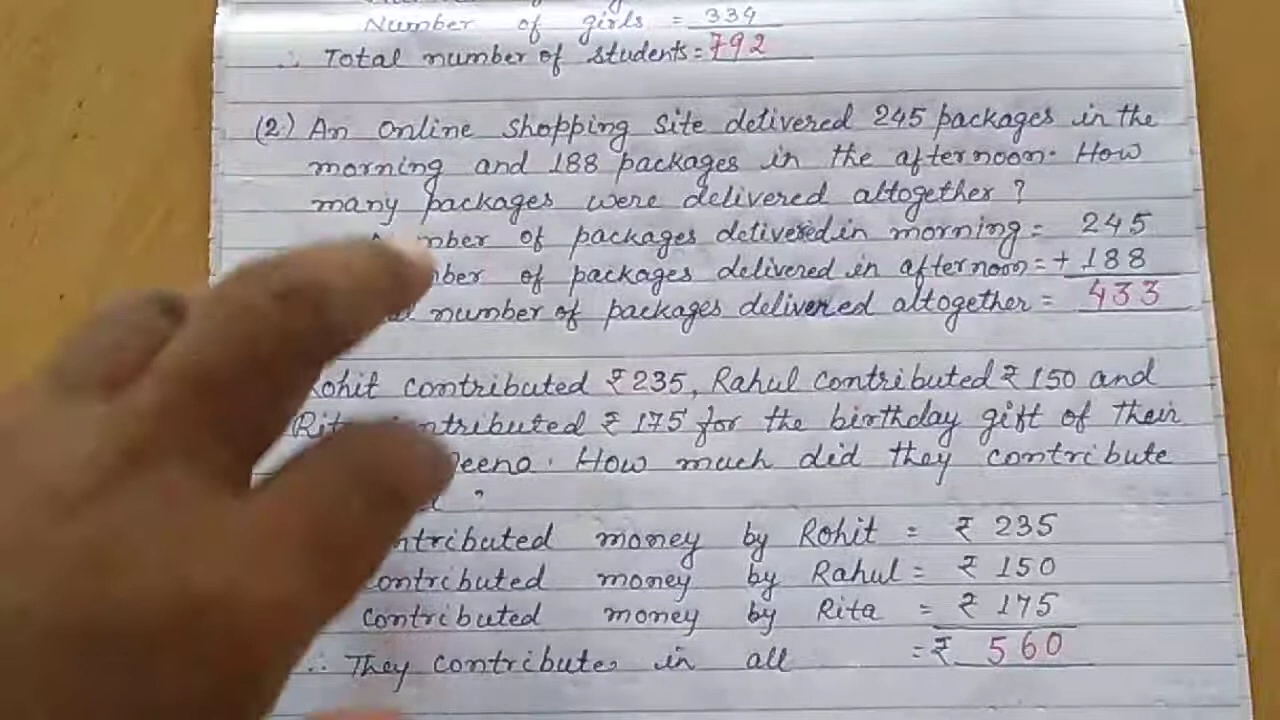 Number of girls = 334
∴ Total number of students = 792
(2) An online shopping site delivered 245 packages in the
morning and 188 packages in the afternoon. How
many packages were delivered altogether?
of packages delivered in morning = 245
of packages delivered in afternoon = + 188
number of packages delivered altogether = 433
contributed ₹ 235, Rahul contributed ₹ 150 and
₹ 175 for the birthday gift of their
How much did they contribute
?
money by Rohit = ₹ 235
contributed money by Rahul = ₹ 150
contributed money by Rita = ₹ 175
∴ They contribute in all = ₹ 560